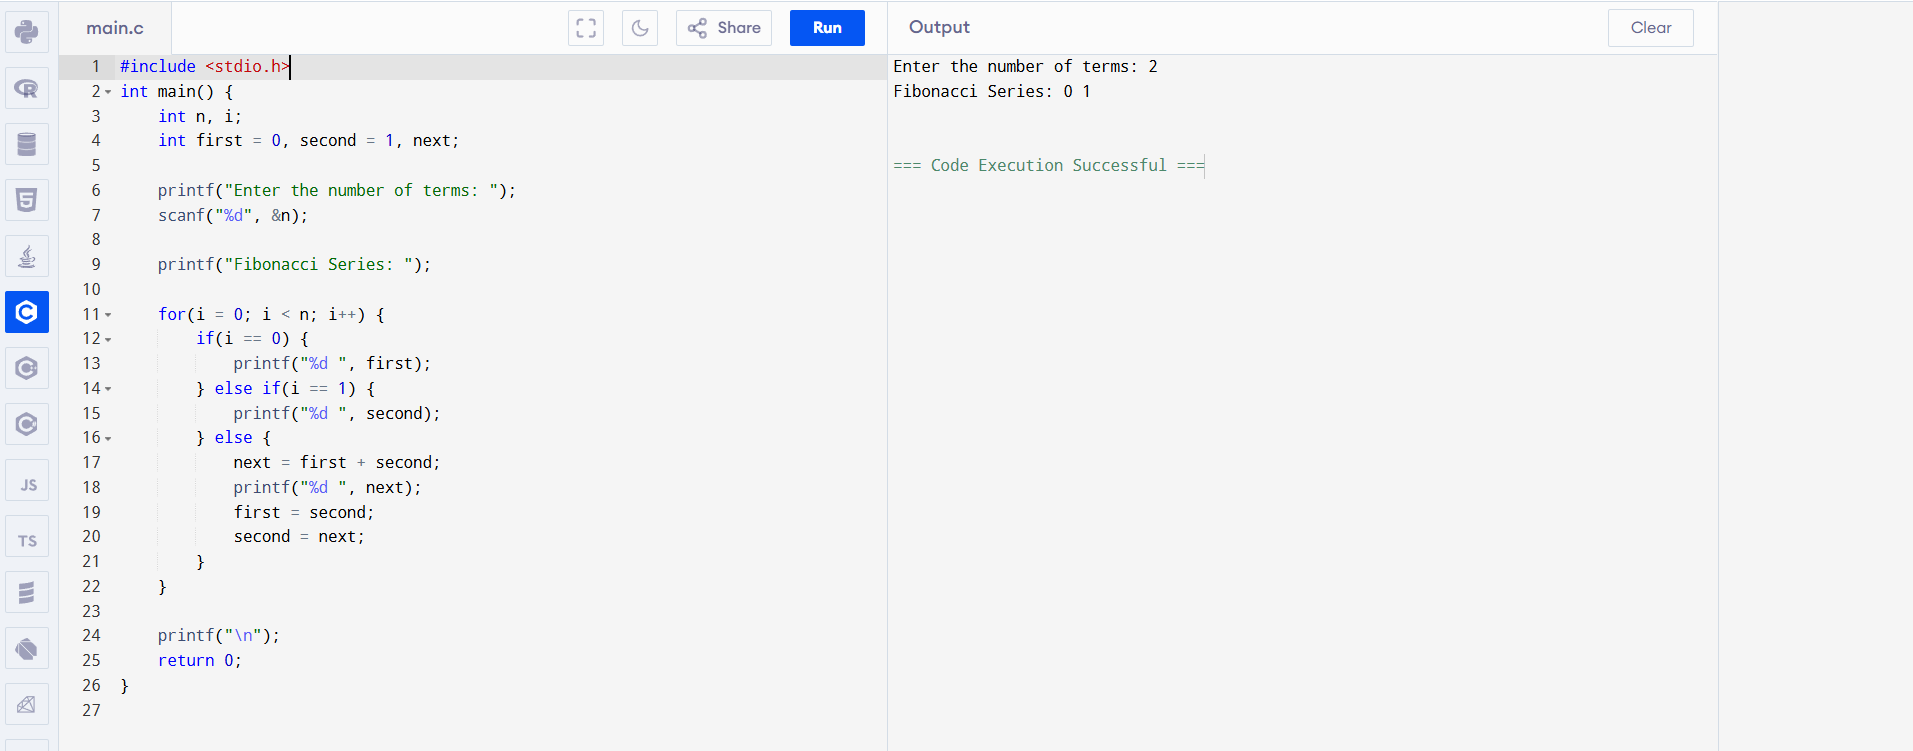 main.c
Share
Run
Output
Clear
1 #include <stdio.h>
2 int main() {
3     int n, i;
4     int first = 0, second = 1, next;
5
6     printf("Enter the number of terms: ");
7     scanf("%d", &n);
8
9     printf("Fibonacci Series: ");
10
11     for(i = 0; i < n; i++) {
12         if(i == 0) {
13             printf("%d ", first);
14         } else if(i == 1) {
15             printf("%d ", second);
16         } else {
17             next = first + second;
18             printf("%d ", next);
19             first = second;
20             second = next;
21         }
22     }
23
24     printf("\n");
25     return 0;
26 }
27
Enter the number of terms: 2
Fibonacci Series: 0 1
=== Code Execution Successful ===
R
5
C
C
C
JS
TS